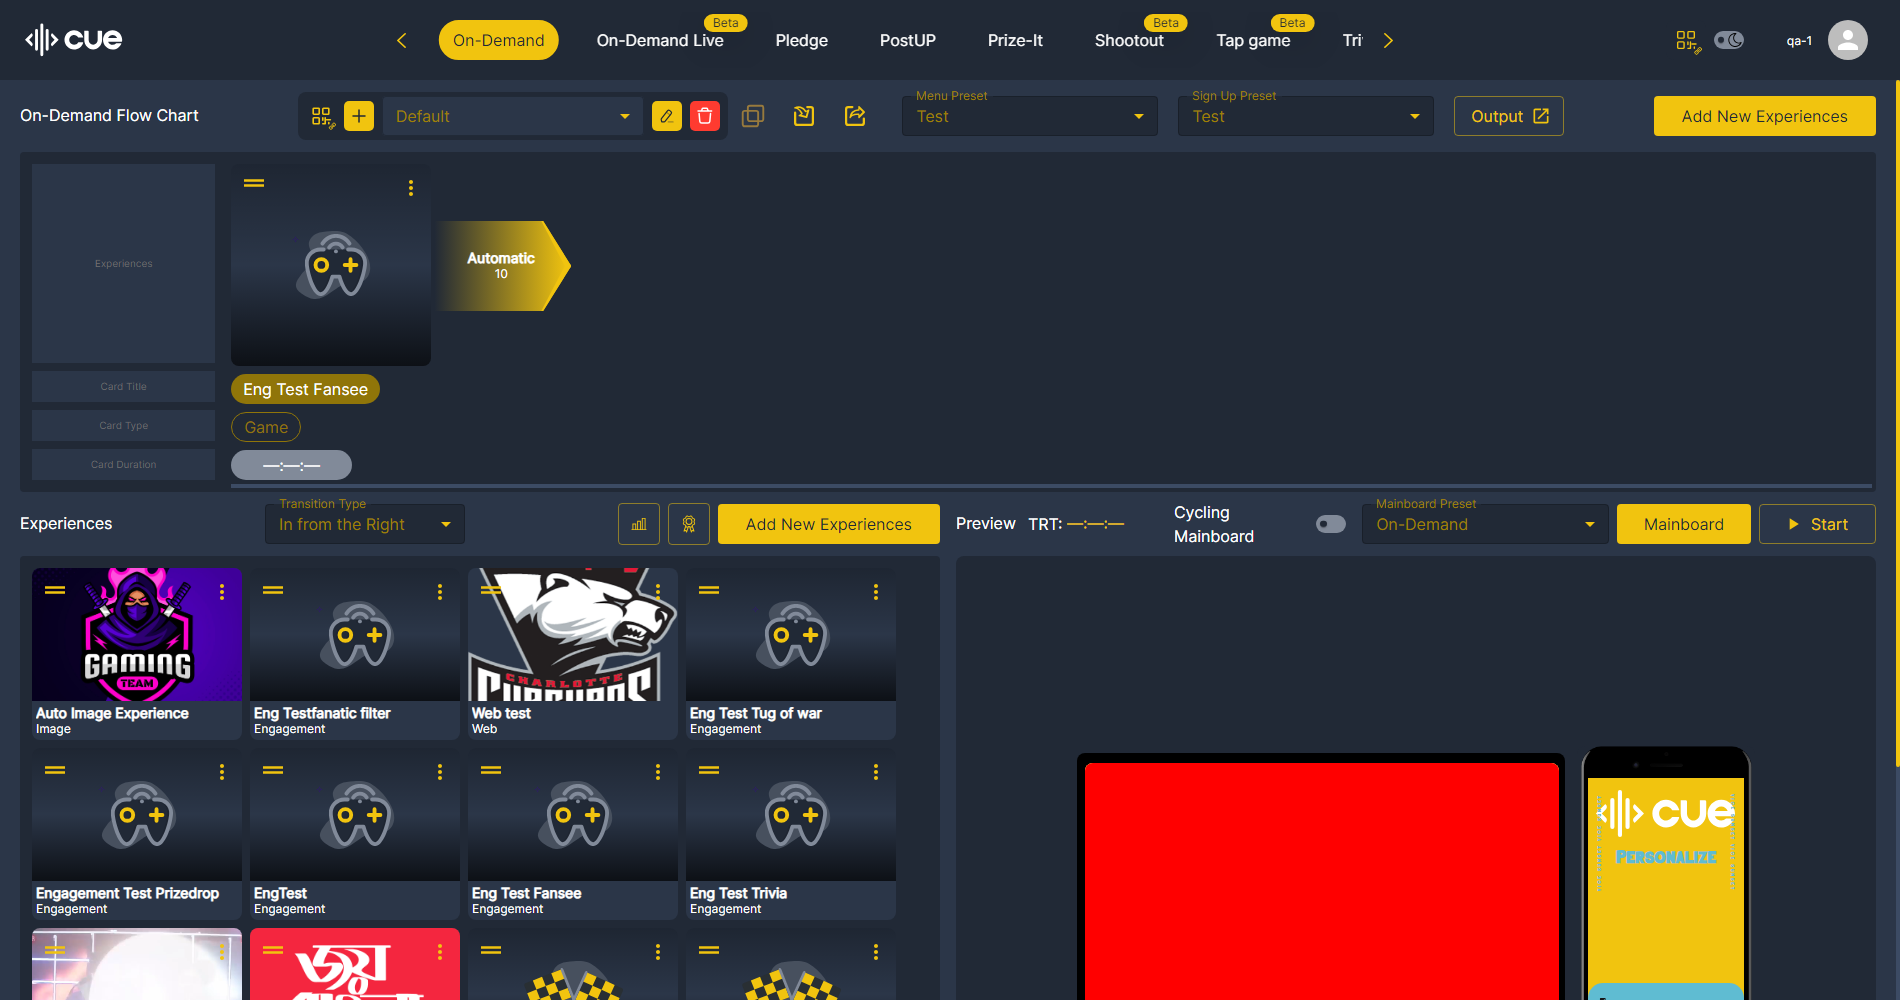 cue
On-Demand
On-Demand Live
Beta
Pledge
PostUP
Prize-It
Shootout
Beta
Tap game
Beta
Tri
qa-1
On-Demand Flow Chart
Default
Menu Preset
Test
Sign Up Preset
Test
Output
Add New Experiences
Experiences
Automatic
10
Card Title
Eng Test Fansee
Card Type
Game
Card Duration
—:—:—
Experiences
Transition Type
In from the Right
Add New Experiences
Preview
TRT: —:—:—
Cycling
Mainboard
Mainboard Preset
On-Demand
Mainboard
Start
GAMING
TEAM
Auto Image Experience
Image
Eng Testfanatic filter
Engagement
CHARLOTTE
Web test
Web
Eng Test Tug of war
Engagement
Engagement Test Prizedrop
Engagement
EngTest
Engagement
Eng Test Fansee
Engagement
Eng Test Trivia
Engagement
জয়
cue
Personalize